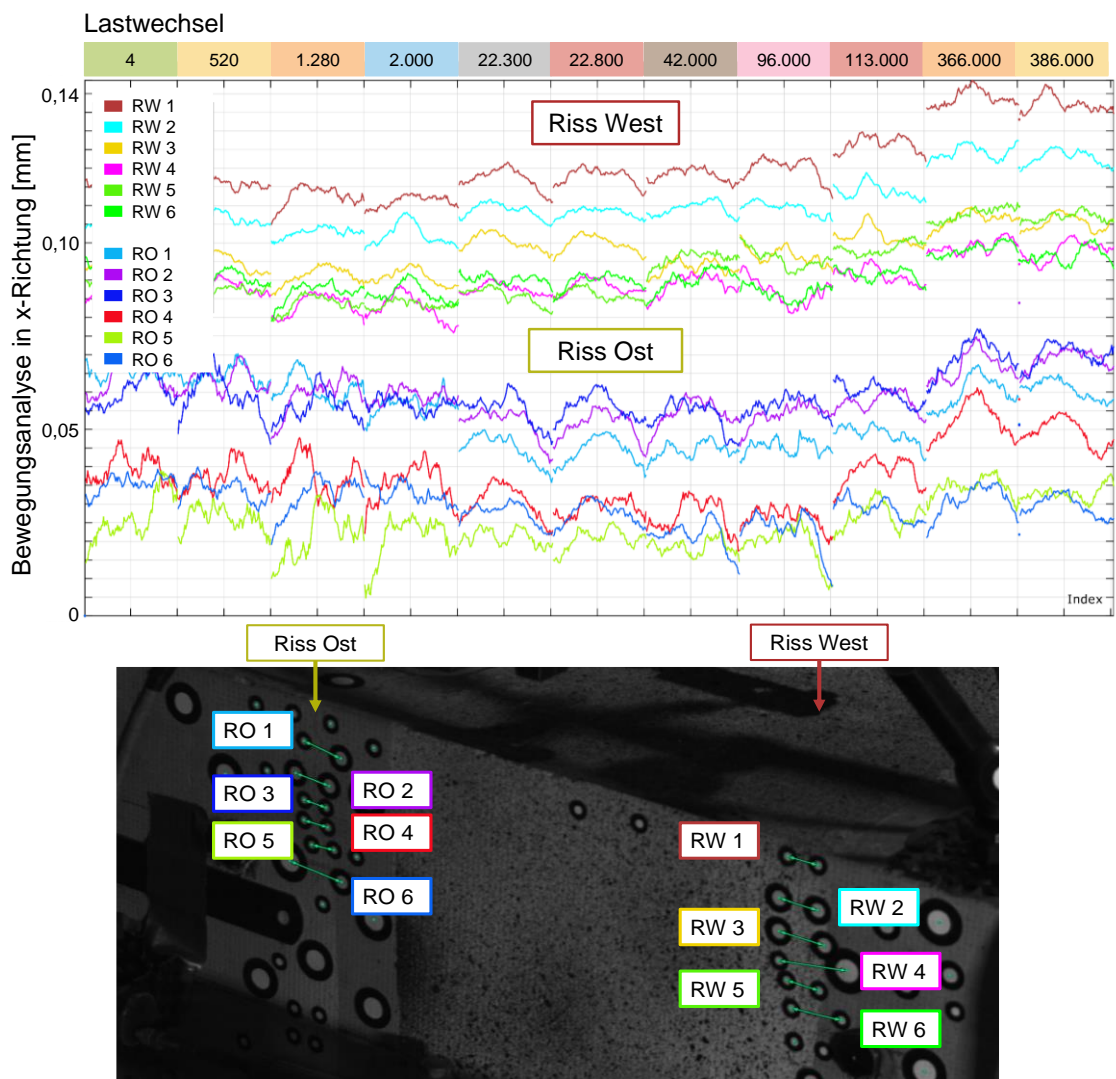 Lastwechsel
4 520 1.280 2.000 22.300 22.800 42.000 96.000 113.000 366.000 386.000
Bewegungsanalyse in x-Richtung [mm]
0,14
0,10
0,05
0
RW 1
RW 2
RW 3
RW 4
RW 5
RW 6
RO 1
RO 2
RO 3
RO 4
RO 5
RO 6
Riss West
Riss Ost
Index
Riss Ost
Riss West
RO 1
RO 2
RO 3
RO 4
RO 5
RO 6
RW 1
RW 2
RW 3
RW 4
RW 5
RW 6